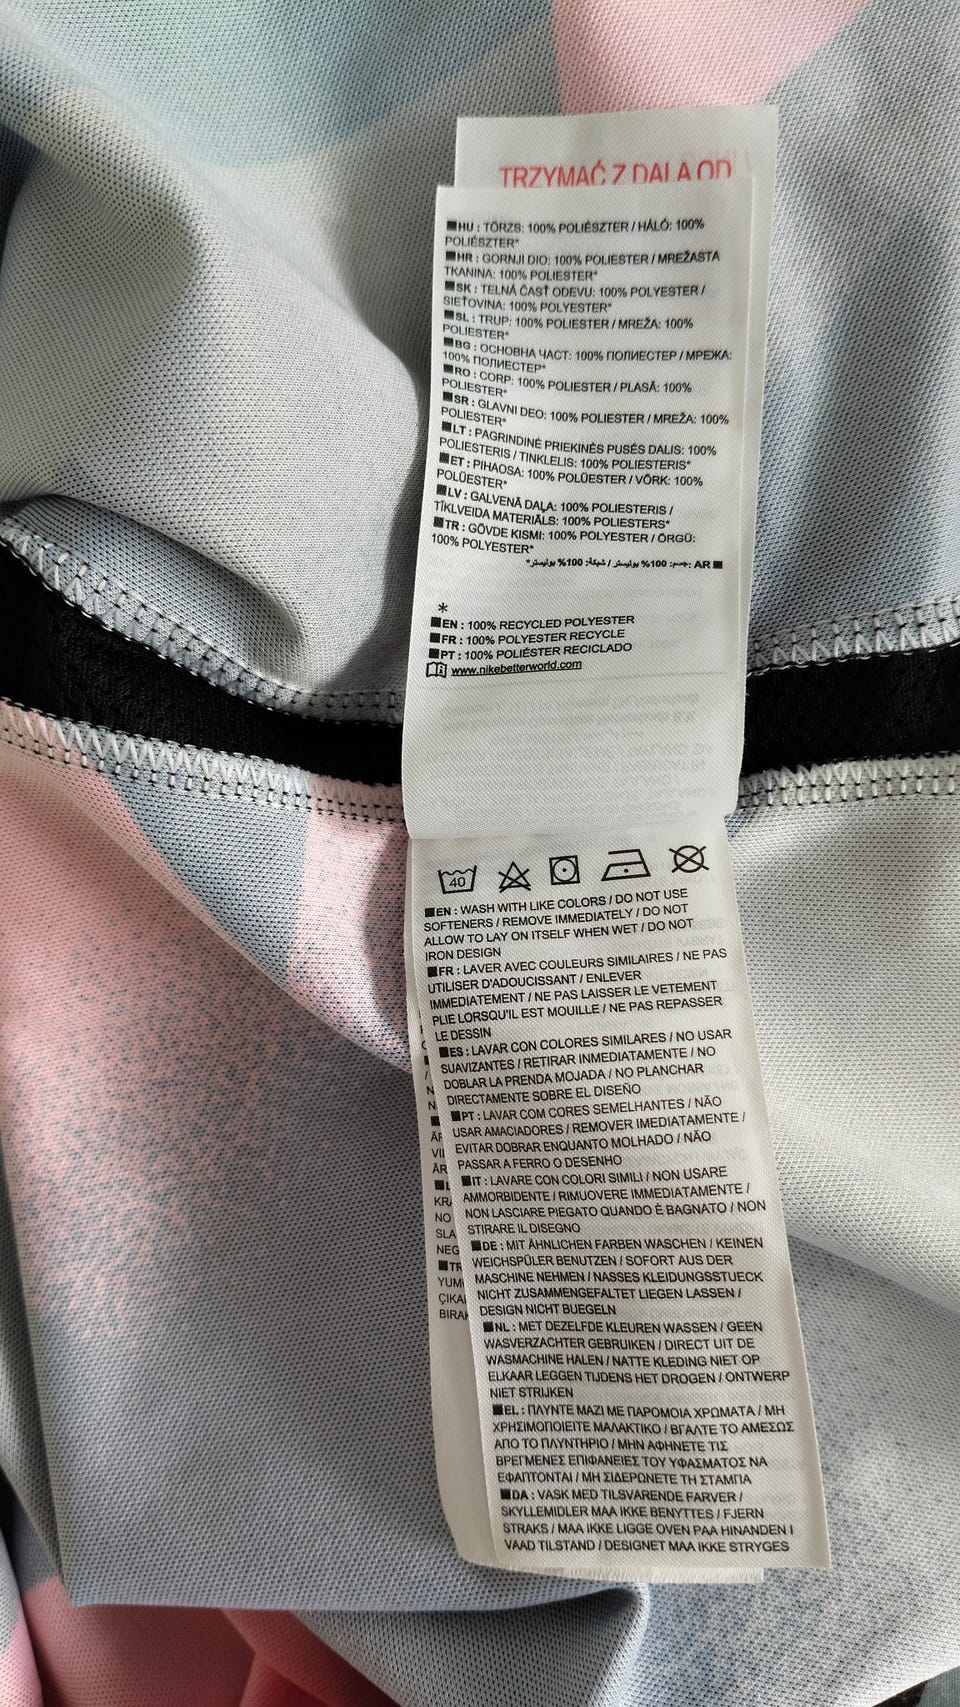 TRZYMAĆ Z DALA OD
HU : TÖRZS: 100% POLIÉSZTER / HÁLÓ: 100%
POLIÉSZTER*
HR : GORNJI DIO: 100% POLIESTER / MREŽASTA
TKANINA: 100% POLIESTER*
SK : TELNÁ ČASŤ ODEVU: 100% POLYESTER /
SIEŤOVINA: 100% POLYESTER*
SL : TRUP: 100% POLIESTER / MREŽA: 100%
POLIESTER*
BG : ОСНОВНА ЧАСТ: 100% ПОЛИЕСТЕР / МРЕЖА:
100% ПОЛИЕСТЕР*
RO : CORP: 100% POLIESTER / PLASĂ: 100%
POLIESTER*
SR : GLAVNI DEO: 100% POLIESTER / MREŽA: 100%
POLIESTER*
LT : PAGRINDINĖ PRIEKINĖS PUSĖS DALIS: 100%
POLIESTERIS / TINKLELIS: 100% POLIESTERIS*
ET : PIHAOSA: 100% POLÜESTER / VÕRK: 100%
POLÜESTER*
LV : GALVENĀ DAĻA: 100% POLIESTERIS /
TĪKLVEIDA MATERIĀLS: 100% POLIESTERS*
TR : GÖVDE KISMI: 100% POLYESTER / ÖRGÜ:
100% POLYESTER*
AR :جسم: 100% بوليستر / شبكة: 100% بوليستر*
*
EN : 100% RECYCLED POLYESTER
FR : 100% POLYESTER RECYCLE
PT : 100% POLIÉSTER RECICLADO
www.nikebetterworld.com
40
EN : WASH WITH LIKE COLORS / DO NOT USE
SOFTENERS / REMOVE IMMEDIATELY / DO NOT
ALLOW TO LAY ON ITSELF WHEN WET / DO NOT
IRON DESIGN
FR : LAVER AVEC COULEURS SIMILAIRES / NE PAS
UTILISER D'ADOUCISSANT / ENLEVER
IMMEDIATEMENT / NE PAS LAISSER LE VETEMENT
PLIE LORSQU'IL EST MOUILLE / NE PAS REPASSER
LE DESSIN
ES : LAVAR CON COLORES SIMILARES / NO USAR
SUAVIZANTES / RETIRAR INMEDIATAMENTE / NO
DOBLAR LA PRENDA MOJADA / NO PLANCHAR
DIRECTAMENTE SOBRE EL DISEÑO
PT : LAVAR COM CORES SEMELHANTES / NÃO
USAR AMACIADORES / REMOVER IMEDIATAMENTE /
EVITAR DOBRAR ENQUANTO MOLHADO / NÃO
PASSAR A FERRO O DESENHO
IT : LAVARE CON COLORI SIMILI / NON USARE
AMMORBIDENTE / RIMUOVERE IMMEDIATAMENTE /
NON LASCIARE PIEGATO QUANDO È BAGNATO / NON
STIRARE IL DISEGNO
DE : MIT ÄHNLICHEN FARBEN WASCHEN / KEINEN
WEICHSPÜLER BENUTZEN / SOFORT AUS DER
MASCHINE NEHMEN / NASSES KLEIDUNGSSTUECK
NICHT ZUSAMMENGEFALTET LIEGEN LASSEN /
DESIGN NICHT BUEGELN
NL : MET DEZELFDE KLEUREN WASSEN / GEEN
WASVERZACHTER GEBRUIKEN / DIRECT UIT DE
WASMACHINE HALEN / NATTE KLEDING NIET OP
ELKAAR LEGGEN TIJDENS HET DROGEN / ONTWERP
NIET STRIJKEN
EL : ΠΛΥΝΤΕ ΜΑΖΙ ΜΕ ΠΑΡΟΜΟΙΑ ΧΡΩΜΑΤΑ / ΜΗ
ΧΡΗΣΙΜΟΠΟΙΕΙΤΕ ΜΑΛΑΚΤΙΚΟ / ΒΓΑΛΤΕ ΤΟ ΑΜΕΣΩΣ
ΑΠΟ ΤΟ ΠΛΥΝΤΗΡΙΟ / ΜΗΝ ΑΦΗΝΕΤΕ ΤΙΣ
ΒΡΕΓΜΕΝΕΣ ΕΠΙΦΑΝΕΙΕΣ ΤΟΥ ΥΦΑΣΜΑΤΟΣ ΝΑ
ΕΦΑΠΤΟΝΤΑΙ / ΜΗ ΣΙΔΕΡΩΝΕΤΕ ΤΗ ΣΤΑΜΠΑ
DA : VASK MED TILSVARENDE FARVER /
SKYLLEMIDLER MAA IKKE BENYTTES / FJERN
STRAKS / MAA IKKE LIGGE OVEN PAA HINANDEN I
VAAD TILSTAND / DESIGNET MAA IKKE STRYGES